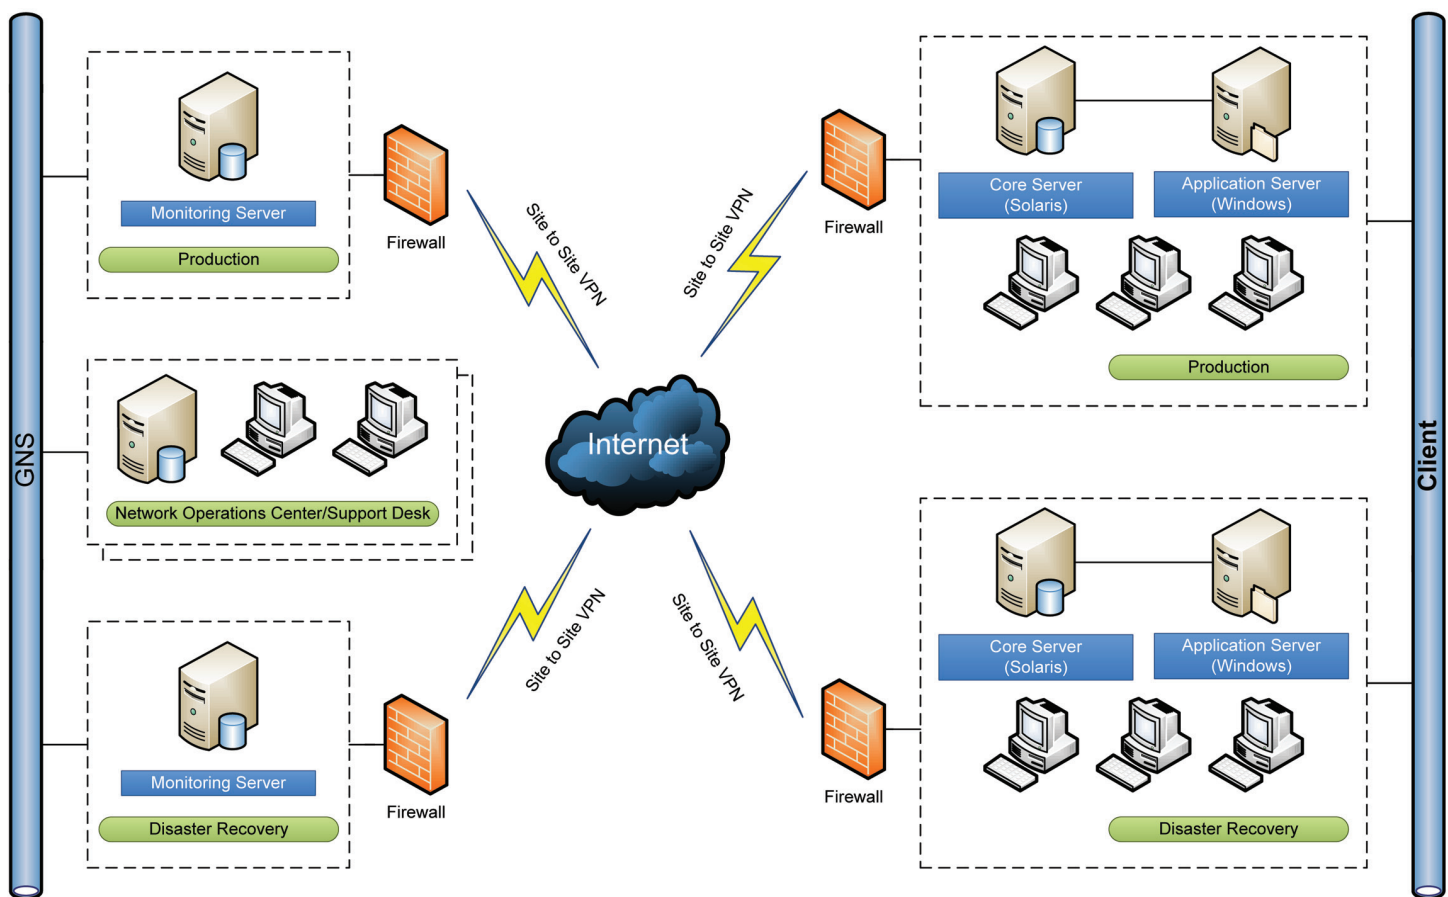 GNS
Monitoring Server
Production
Firewall
Site to Site VPN
Network Operations Center/Support Desk
Monitoring Server
Disaster Recovery
Firewall
Site to Site VPN
Internet
Site to Site VPN
Firewall
Core Server
(Solaris)
Application Server
(Windows)
Production
Site to Site VPN
Firewall
Core Server
(Solaris)
Application Server
(Windows)
Disaster Recovery
Client